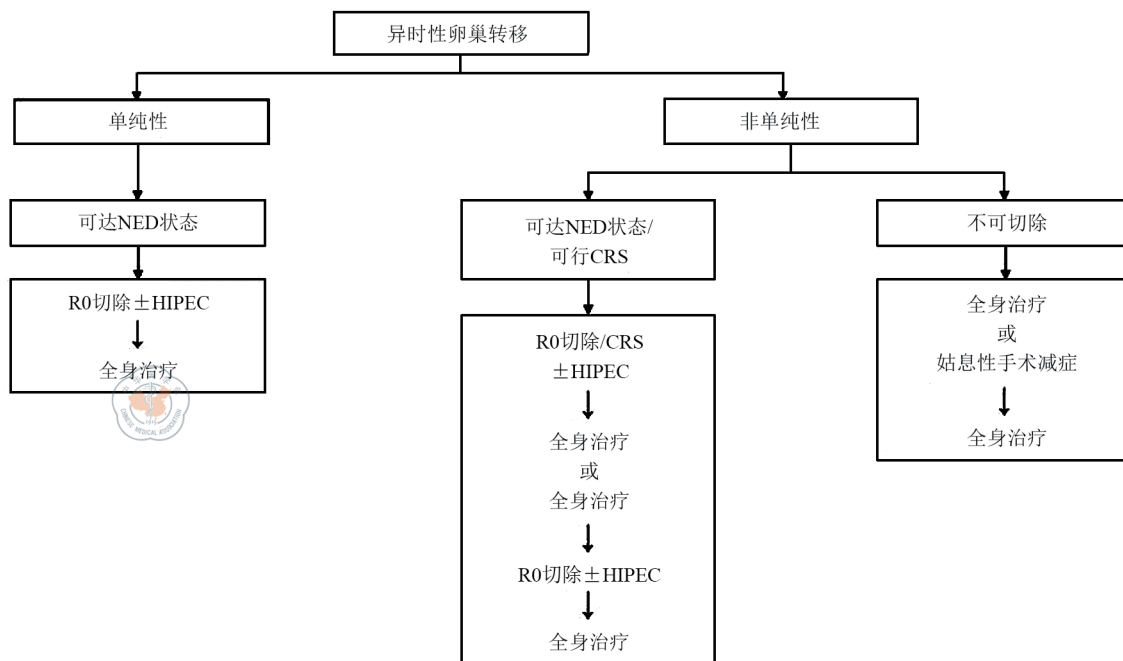 异时性卵巢转移
单纯性
非单纯性
可达NED状态
可达NED状态/
可行CRS
不可切除
R0切除±HIPEC
全身治疗
R0切除/CRS
±HIPEC
全身治疗
或
全身治疗
R0切除±HIPEC
全身治疗
全身治疗
或
姑息性手术减症
全身治疗
CHINESE MEDICAL ASSOCIATION
1915